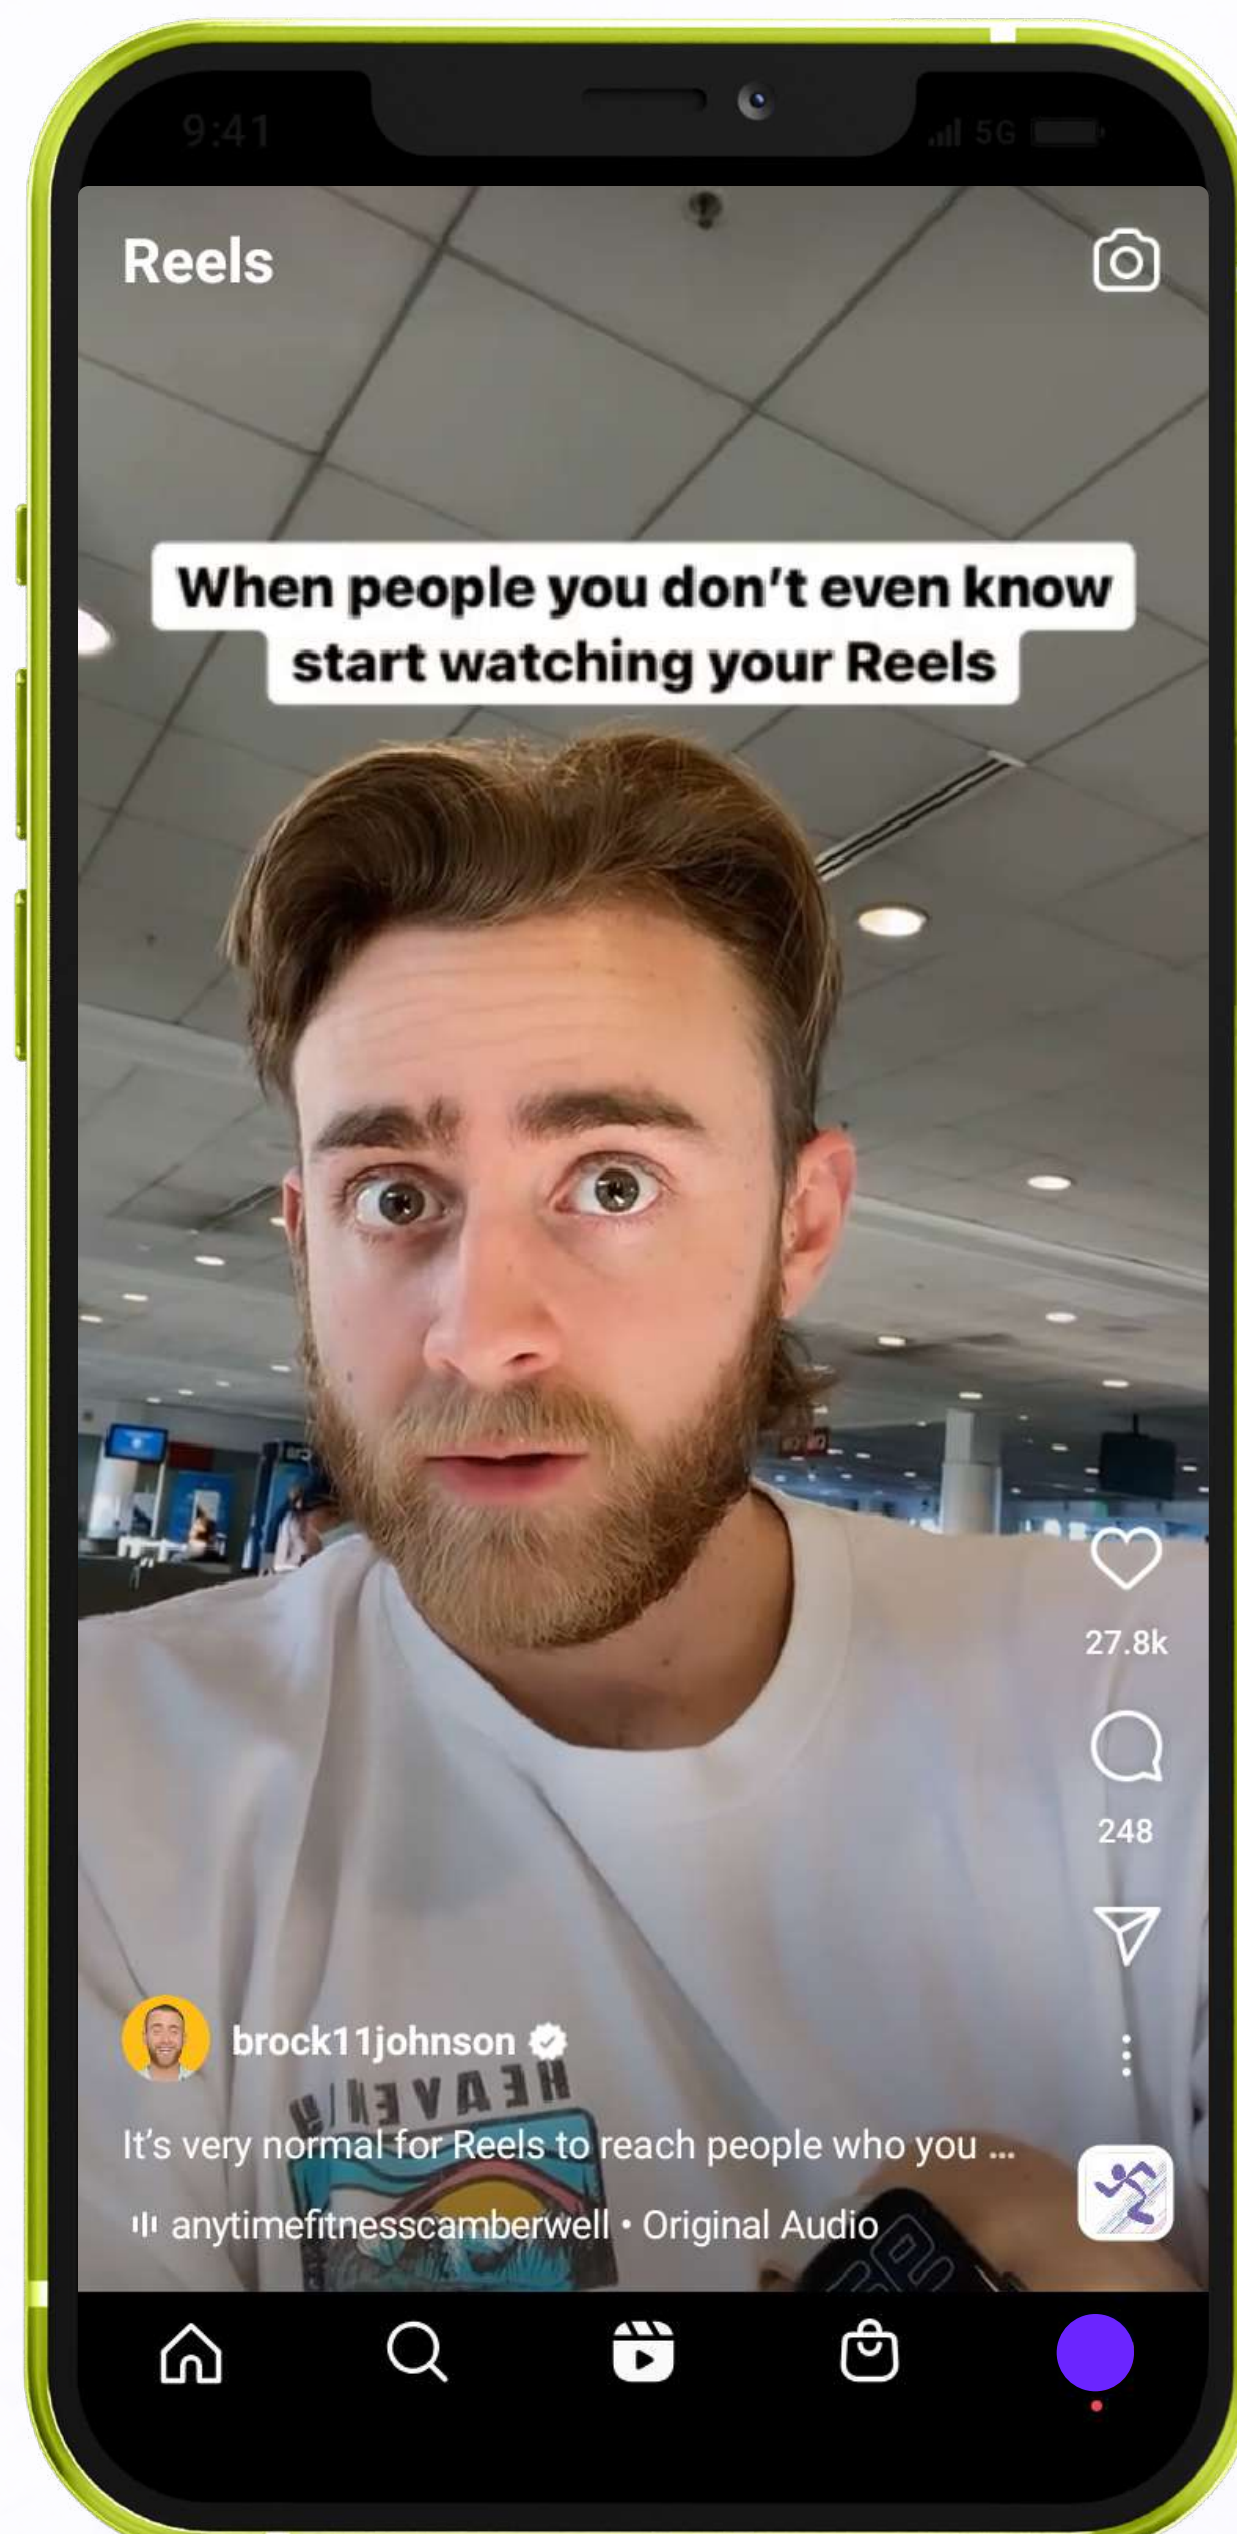 9:41
5G
Reels
When people you don't even know
start watching your Reels
27.8k
248
brock11johnson
HEAVENLY
It's very normal for Reels to reach people who you ...
anytimefitnesscamberwell • Original Audio